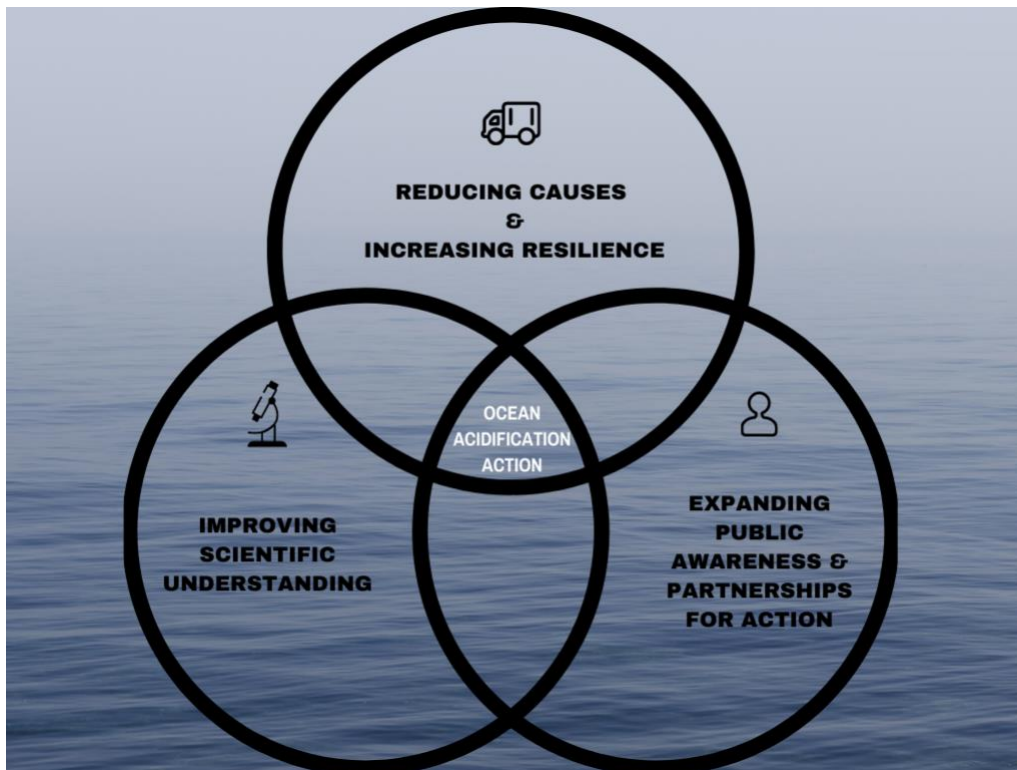 REDUCING CAUSES
&
INCREASING RESILIENCE
OCEAN
ACIDIFICATION
ACTION
IMPROVING
SCIENTIFIC
UNDERSTANDING
EXPANDING
PUBLIC
AWARENESS &
PARTNERSHIPS
FOR ACTION